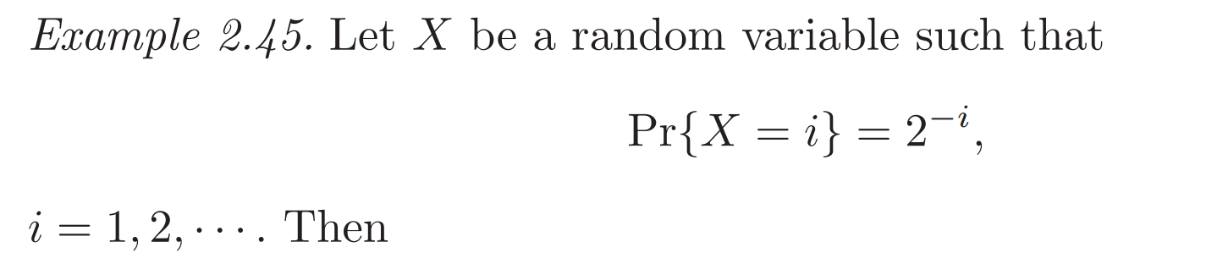 Example 2.45. Let X be a random variable such that
Pr{X = i} = 2^{-i},
i = 1, 2, ⋯. Then